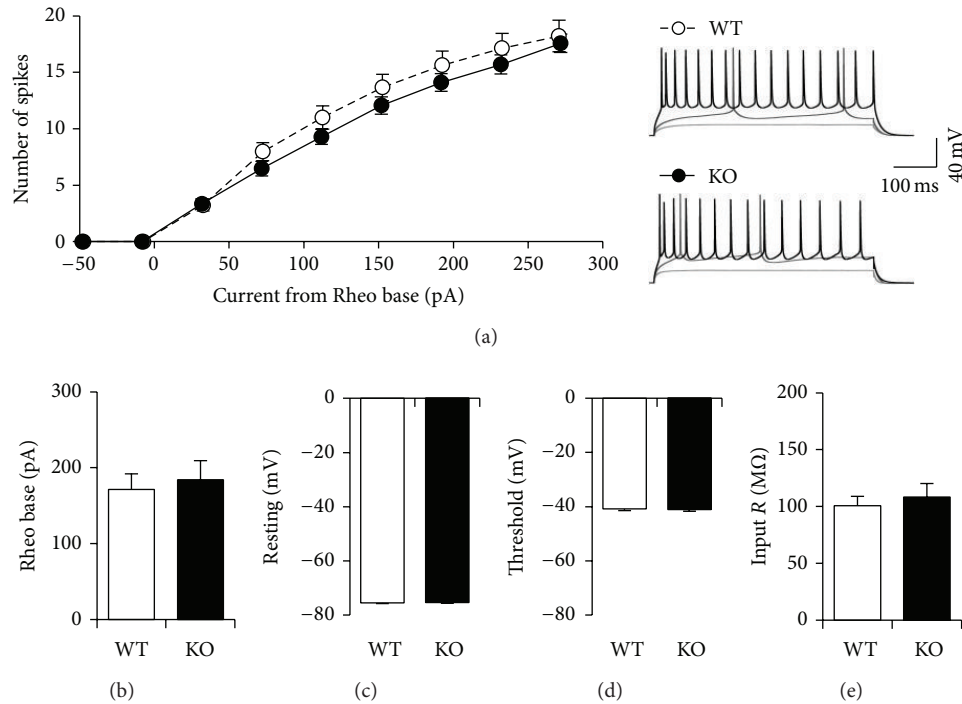 20
15
10
5
0
Number of spikes
−50 0 50 100 150 200 250 300
Current from Rheo base (pA)
WT
KO
100 ms
40 mV
(a)
300
200
100
0
Rheo base (pA)
WT KO
(b)
0
−20
−40
−60
−80
Resting (mV)
WT KO
(c)
0
−20
−40
−60
−80
Threshold (mV)
WT KO
(d)
200
150
100
50
0
Input R (MΩ)
WT KO
(e)